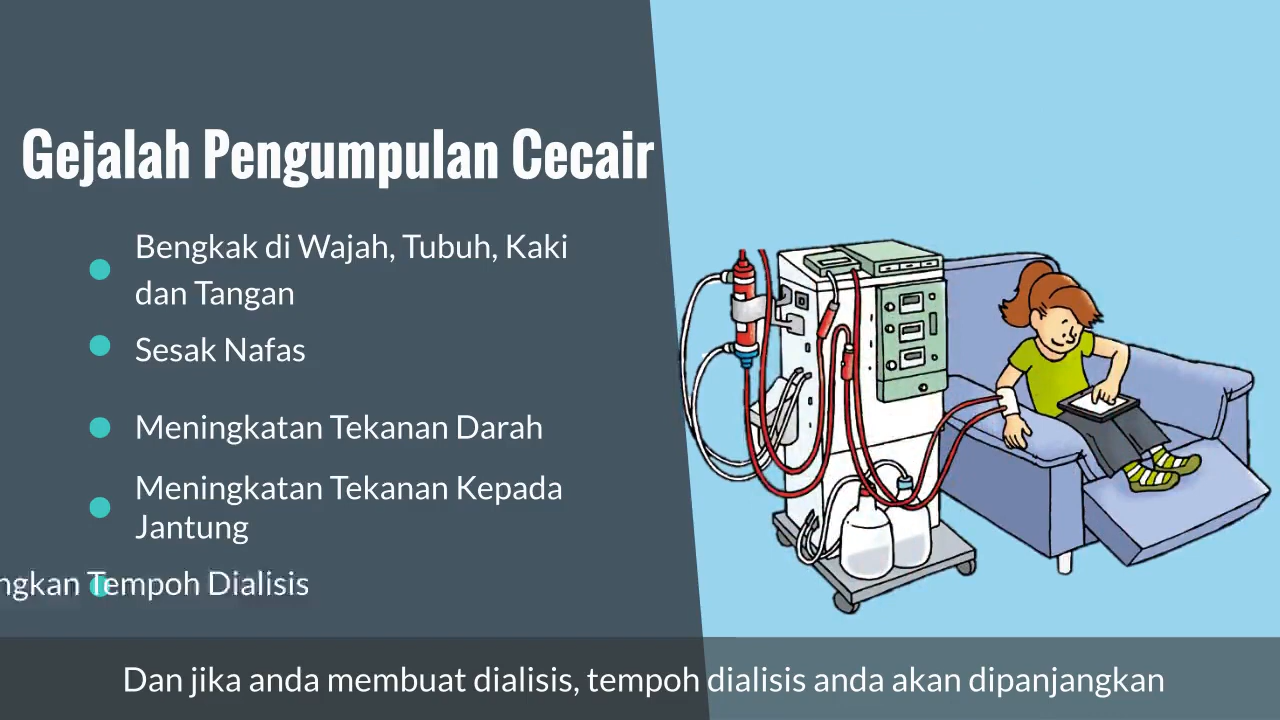 Gejalah Pengumpulan Cecair
Bengkak di Wajah, Tubuh, Kaki
dan Tangan
Sesak Nafas
Meningkatan Tekanan Darah
Meningkatan Tekanan Kepada
Jantung
ngkan Tempoh Dialisis
Dan jika anda membuat dialisis, tempoh dialisis anda akan dipanjangkan